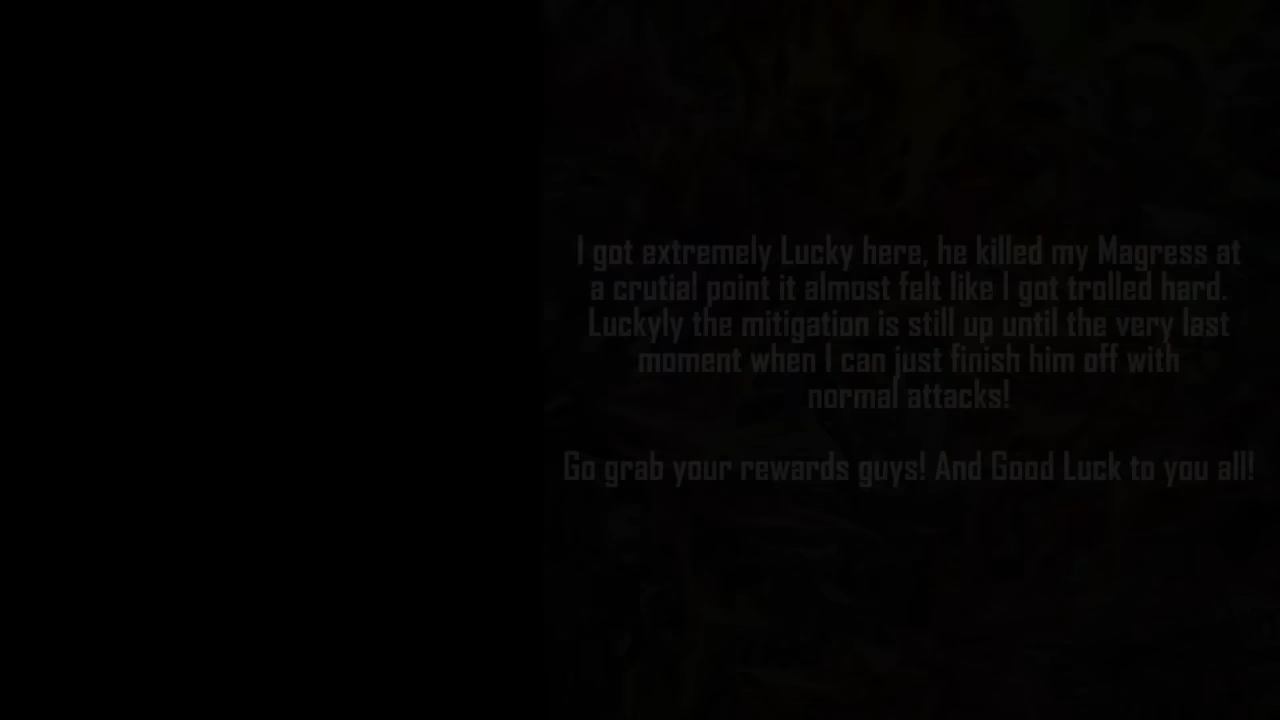 I got extremely Lucky here, he killed my Magress at
a crutial point it almost felt like I got trolled hard.
Luckyly the mitigation is still up until the very last
moment when I can just finish him off with
normal attacks!
Go grab your rewards guys! And Good Luck to you all!